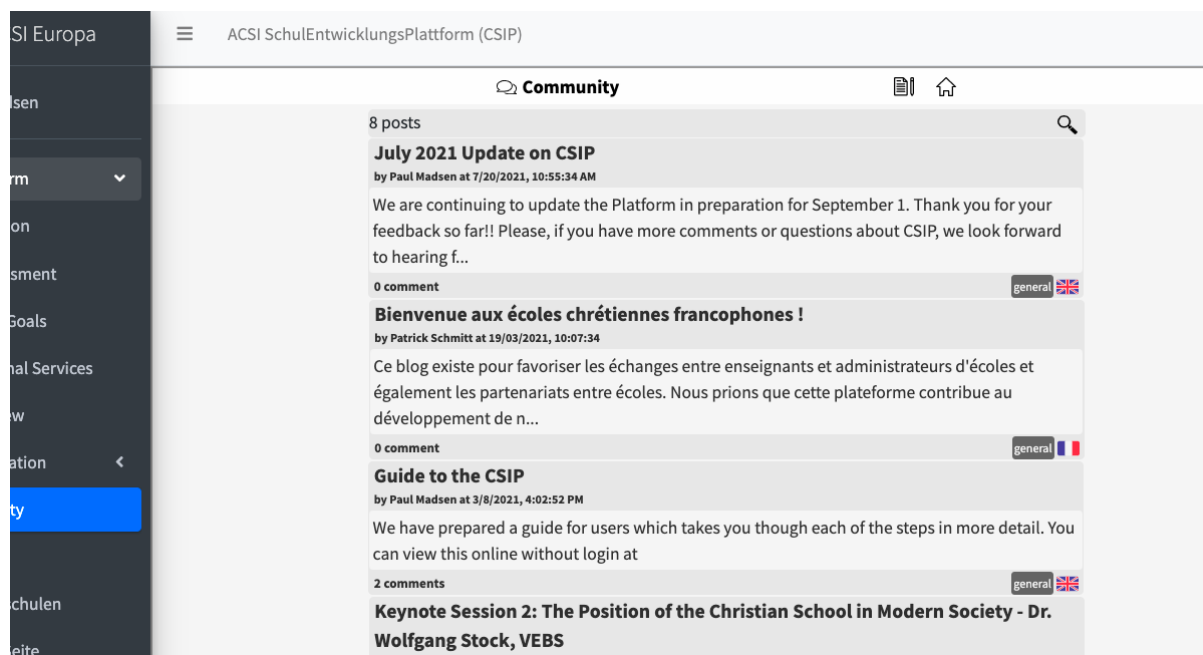 SI Europa
ACSI SchulEntwicklungsPlattform (CSIP)
lsen
rm
on
sment
Goals
nal Services
ew
ation
ty
schulen
Seite
Community
8 posts
July 2021 Update on CSIP
by Paul Madsen at 7/20/2021, 10:55:34 AM
We are continuing to update the Platform in preparation for September 1. Thank you for your
feedback so far!! Please, if you have more comments or questions about CSIP, we look forward
to hearing f...
0 comment
general
Bienvenue aux écoles chrétiennes francophones !
by Patrick Schmitt at 19/03/2021, 10:07:34
Ce blog existe pour favoriser les échanges entre enseignants et administrateurs d'écoles et
également les partenariats entre écoles. Nous prions que cette plateforme contribue au
développement de n...
0 comment
general
Guide to the CSIP
by Paul Madsen at 3/8/2021, 4:02:52 PM
We have prepared a guide for users which takes you though each of the steps in more detail. You
can view this online without login at
2 comments
general
Keynote Session 2: The Position of the Christian School in Modern Society - Dr.
Wolfgang Stock, VEBS